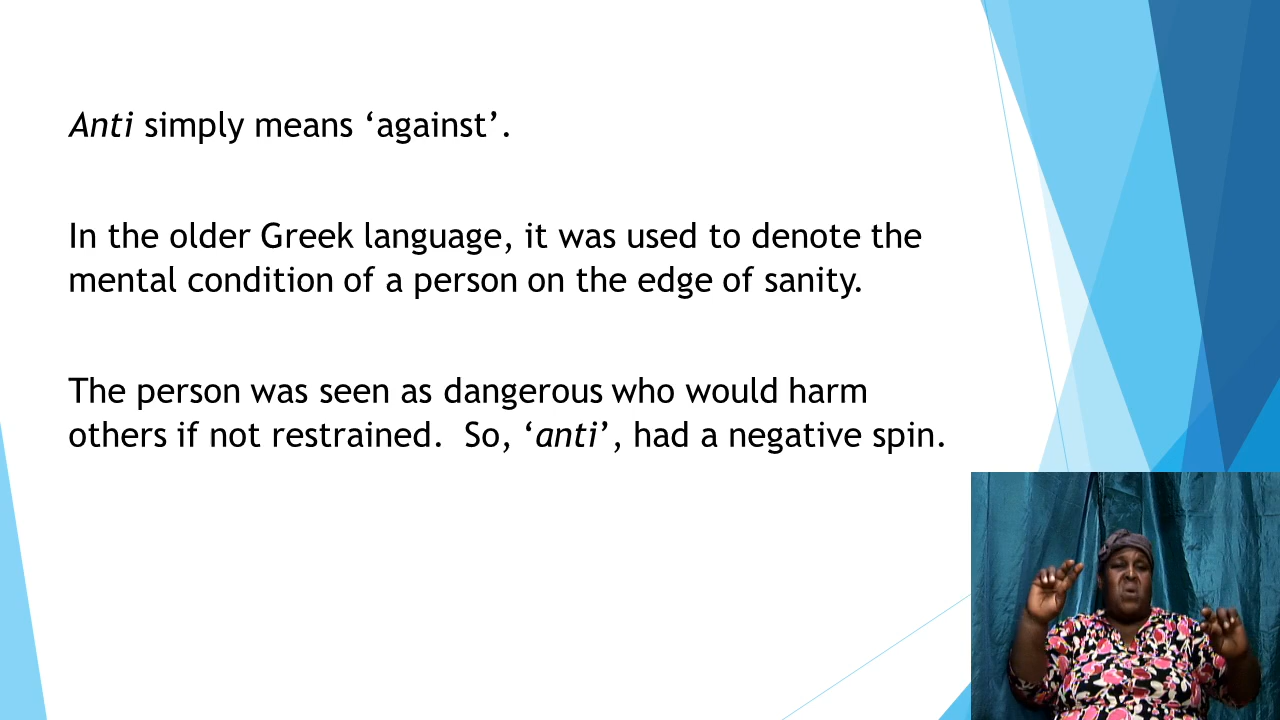 Anti simply means ‘against’.
In the older Greek language, it was used to denote the
mental condition of a person on the edge of sanity.
The person was seen as dangerous who would harm
others if not restrained.  So, ‘anti’, had a negative spin.